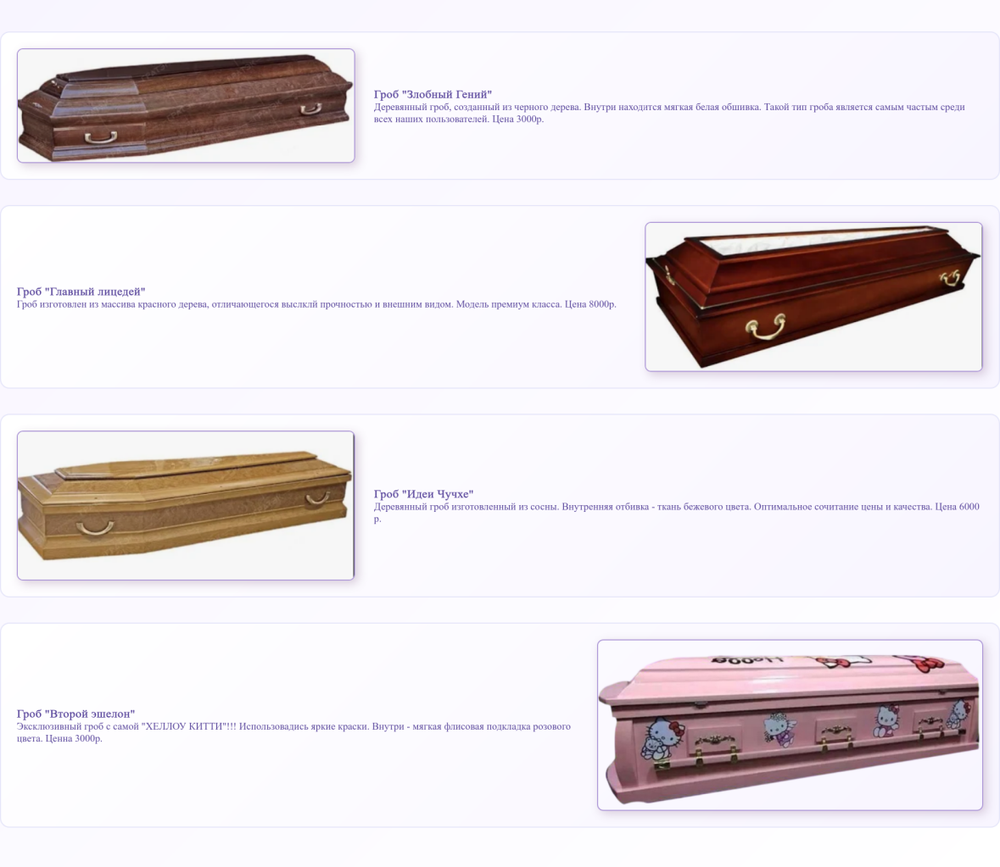 Гроб "Злобный Гений"
Деревянный гроб, созданный из черного дерева. Внутри находится мягкая белая обшивка. Такой тип гроба является самым частым среди
всех наших пользователей. Цена 3000р.
Гроб "Главный лицедей"
Гроб изготовлен из массива красного дерева, отличающегося выслклй прочностью и внешним видом. Модель премиум класса. Цена 8000р.
Гроб "Идеи Чучхе"
Деревянный гроб изготовленный из сосны. Внутренняя отбивка - ткань бежевого цвета. Оптимальное сочитание цены и качества. Цена 6000
р.
Гроб "Второй эшелон"
Эксклюзивный гроб с самой "ХЕЛЛОУ КИТТИ"!!! Использовадись яркие краски. Внутри - мягкая флисовая подкладка розового
цвета. Ценна 3000р.